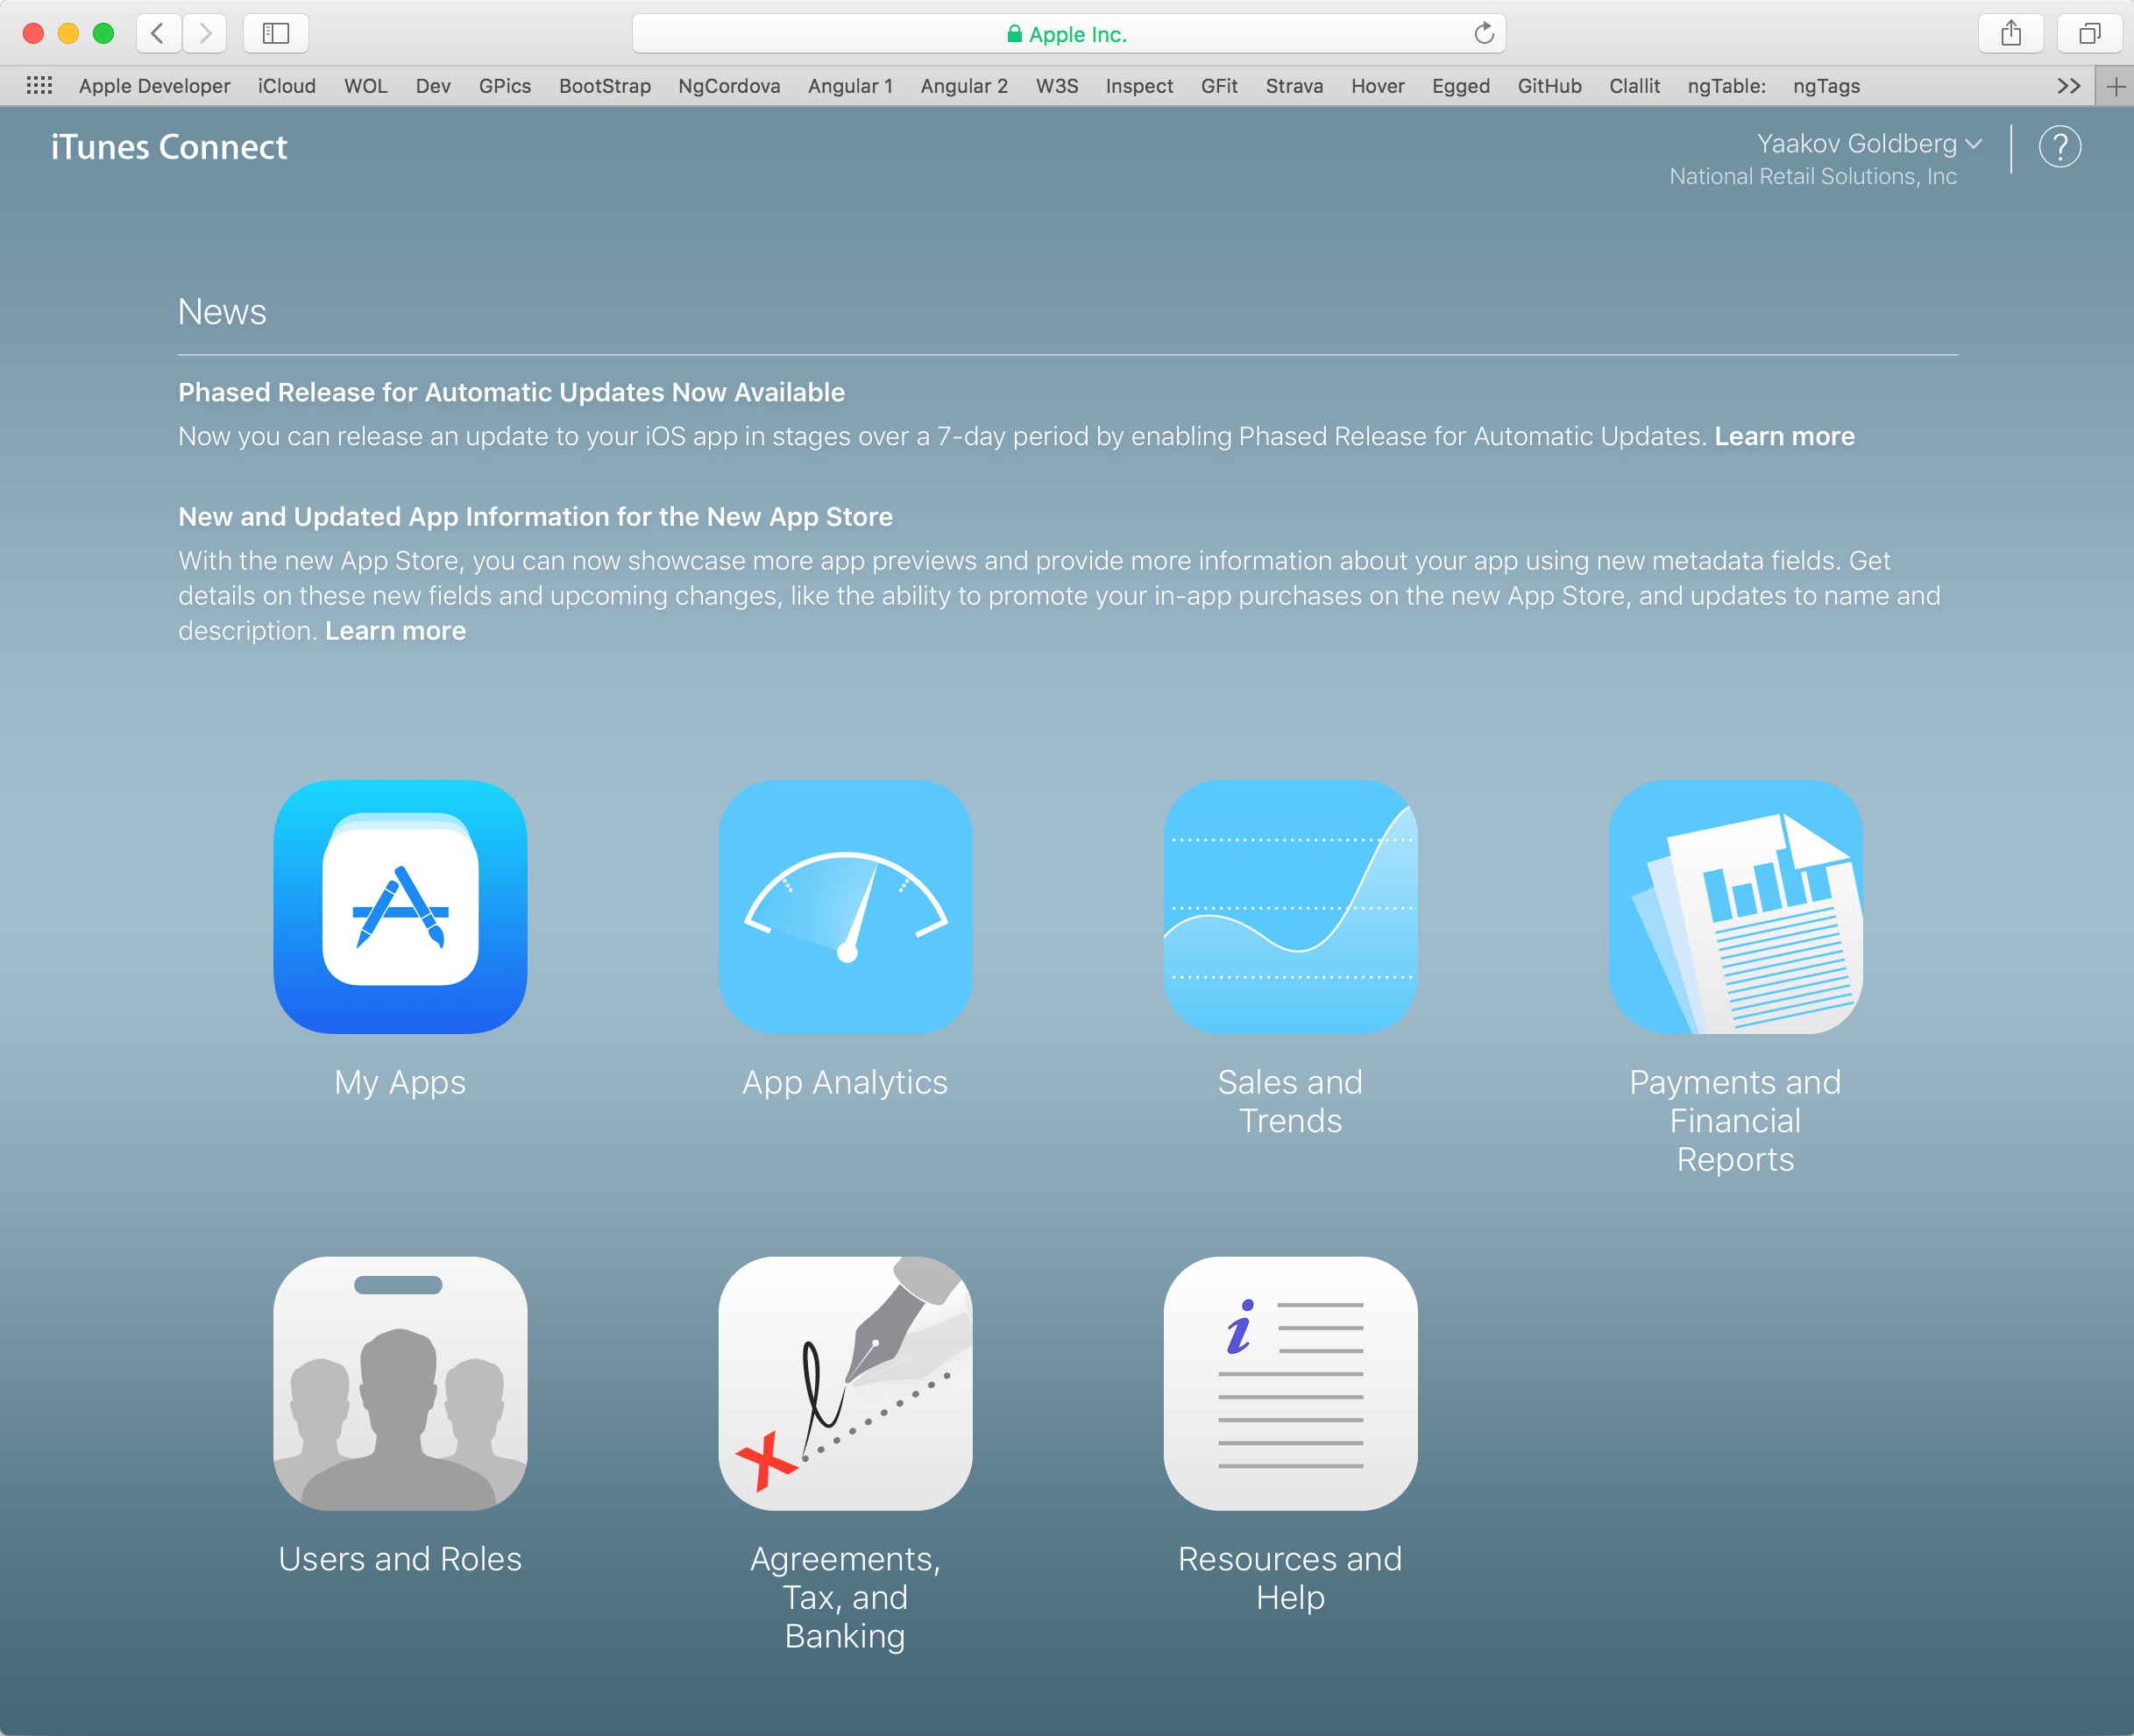 Apple Inc.
Apple Developer iCloud WOL Dev GPics BootStrap NgCordova Angular 1 Angular 2 W3S Inspect GFit Strava Hover Egged GitHub Clallit ngTable: ngTags
iTunes Connect
Yaakov Goldberg
National Retail Solutions, Inc
?
News
Phased Release for Automatic Updates Now Available
Now you can release an update to your iOS app in stages over a 7-day period by enabling Phased Release for Automatic Updates. Learn more
New and Updated App Information for the New App Store
With the new App Store, you can now showcase more app previews and provide more information about your app using new metadata fields. Get
details on these new fields and upcoming changes, like the ability to promote your in-app purchases on the new App Store, and updates to name and
description. Learn more
My Apps
App Analytics
Sales and
Trends
Payments and
Financial
Reports
i
Users and Roles
Agreements,
Tax, and
Banking
Resources and
Help